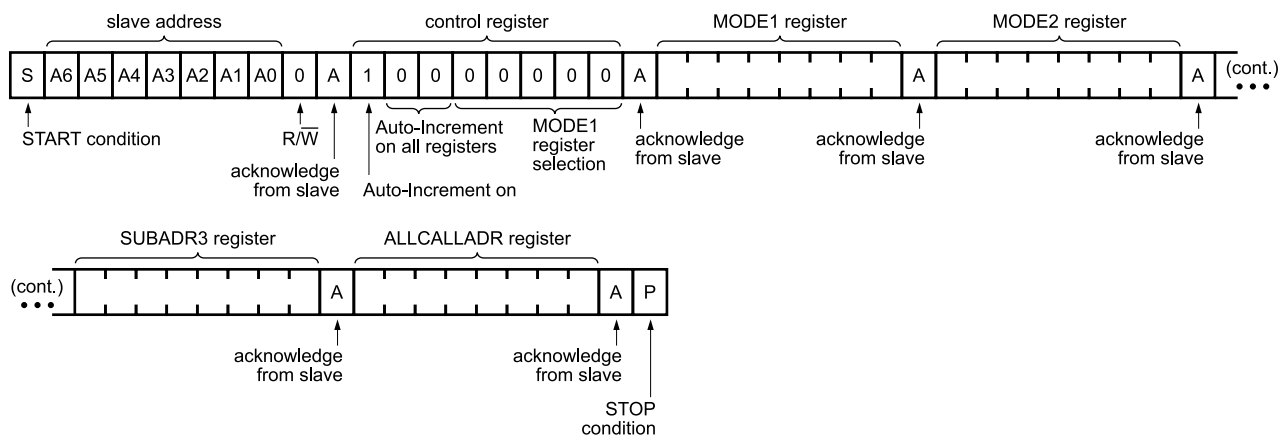 slave address control register MODE1 register MODE2 register
S A6 A5 A4 A3 A2 A1 A0 0 A 1 0 0 0 0 0 0 0 A A A (cont.)
START condition R/W̅ Auto-Increment on all registers MODE1 register selection acknowledge from slave acknowledge from slave acknowledge from slave
acknowledge from slave Auto-Increment on
SUBADR3 register ALLCALLADR register
(cont.) A A P
acknowledge from slave acknowledge from slave
STOP condition